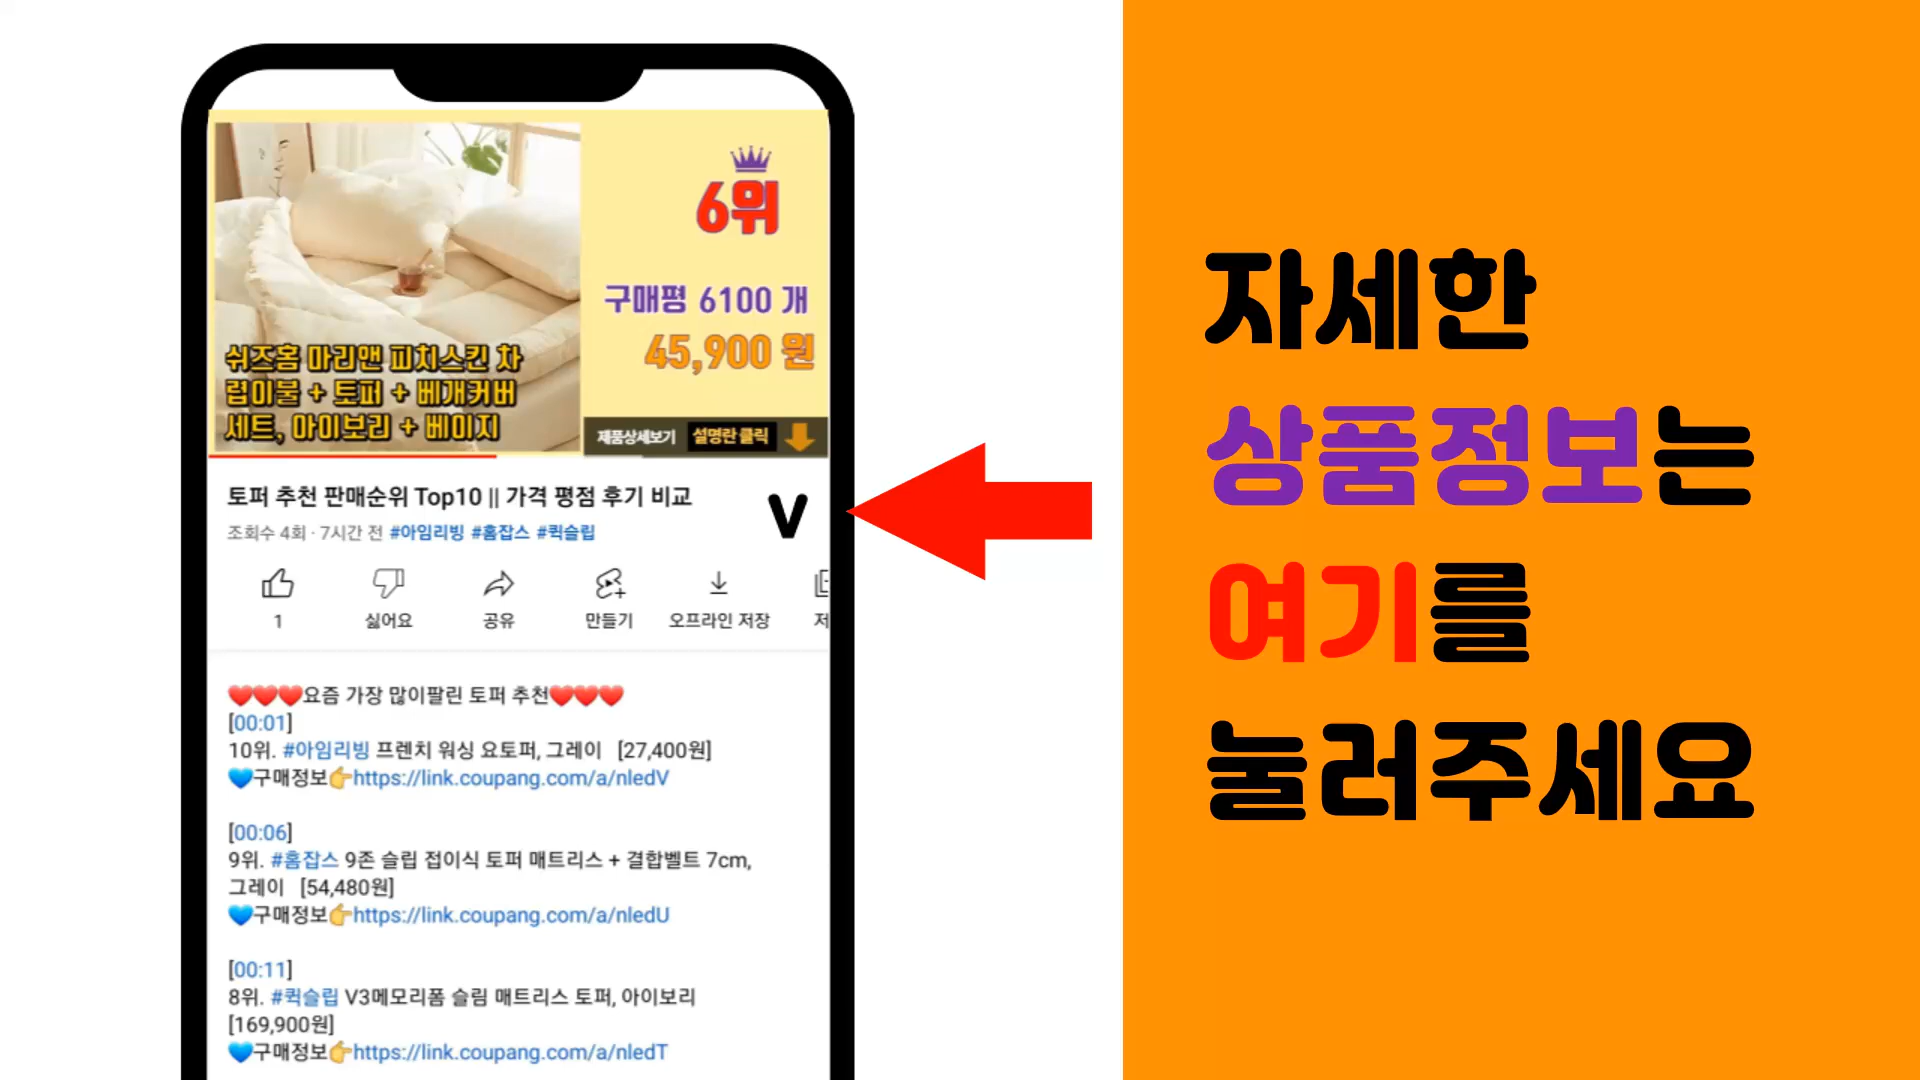 6위
구매평 6100 개
45,900 원
쉬즈홈 마리앤 피치스킨 차
렵이불 + 토퍼 + 베개커버
세트, 아이보리 + 베이지
제품상세보기 설명란 클릭
토퍼 추천 판매순위 Top10 || 가격 평점 후기 비교
V
조회수 4회 · 7시간 전 #아임리빙 #홈잡스 #퀵슬립
1 싫어요 공유 만들기 오프라인 저장 저
❤️❤️❤️요즘 가장 많이팔린 토퍼 추천❤️❤️❤️
[00:01]
10위. #아임리빙 프렌치 워싱 요토퍼, 그레이 [27,400원]
💙구매정보👉https://link.coupang.com/a/nledV
[00:06]
9위. #홈잡스 9존 슬립 접이식 토퍼 매트리스 + 결합벨트 7cm,
그레이 [54,480원]
💙구매정보👉https://link.coupang.com/a/nledU
[00:11]
8위. #퀵슬립 V3메모리폼 슬림 매트리스 토퍼, 아이보리
[169,900원]
💙구매정보👉https://link.coupang.com/a/nledT
자세한
상품정보는
여기를
눌러주세요